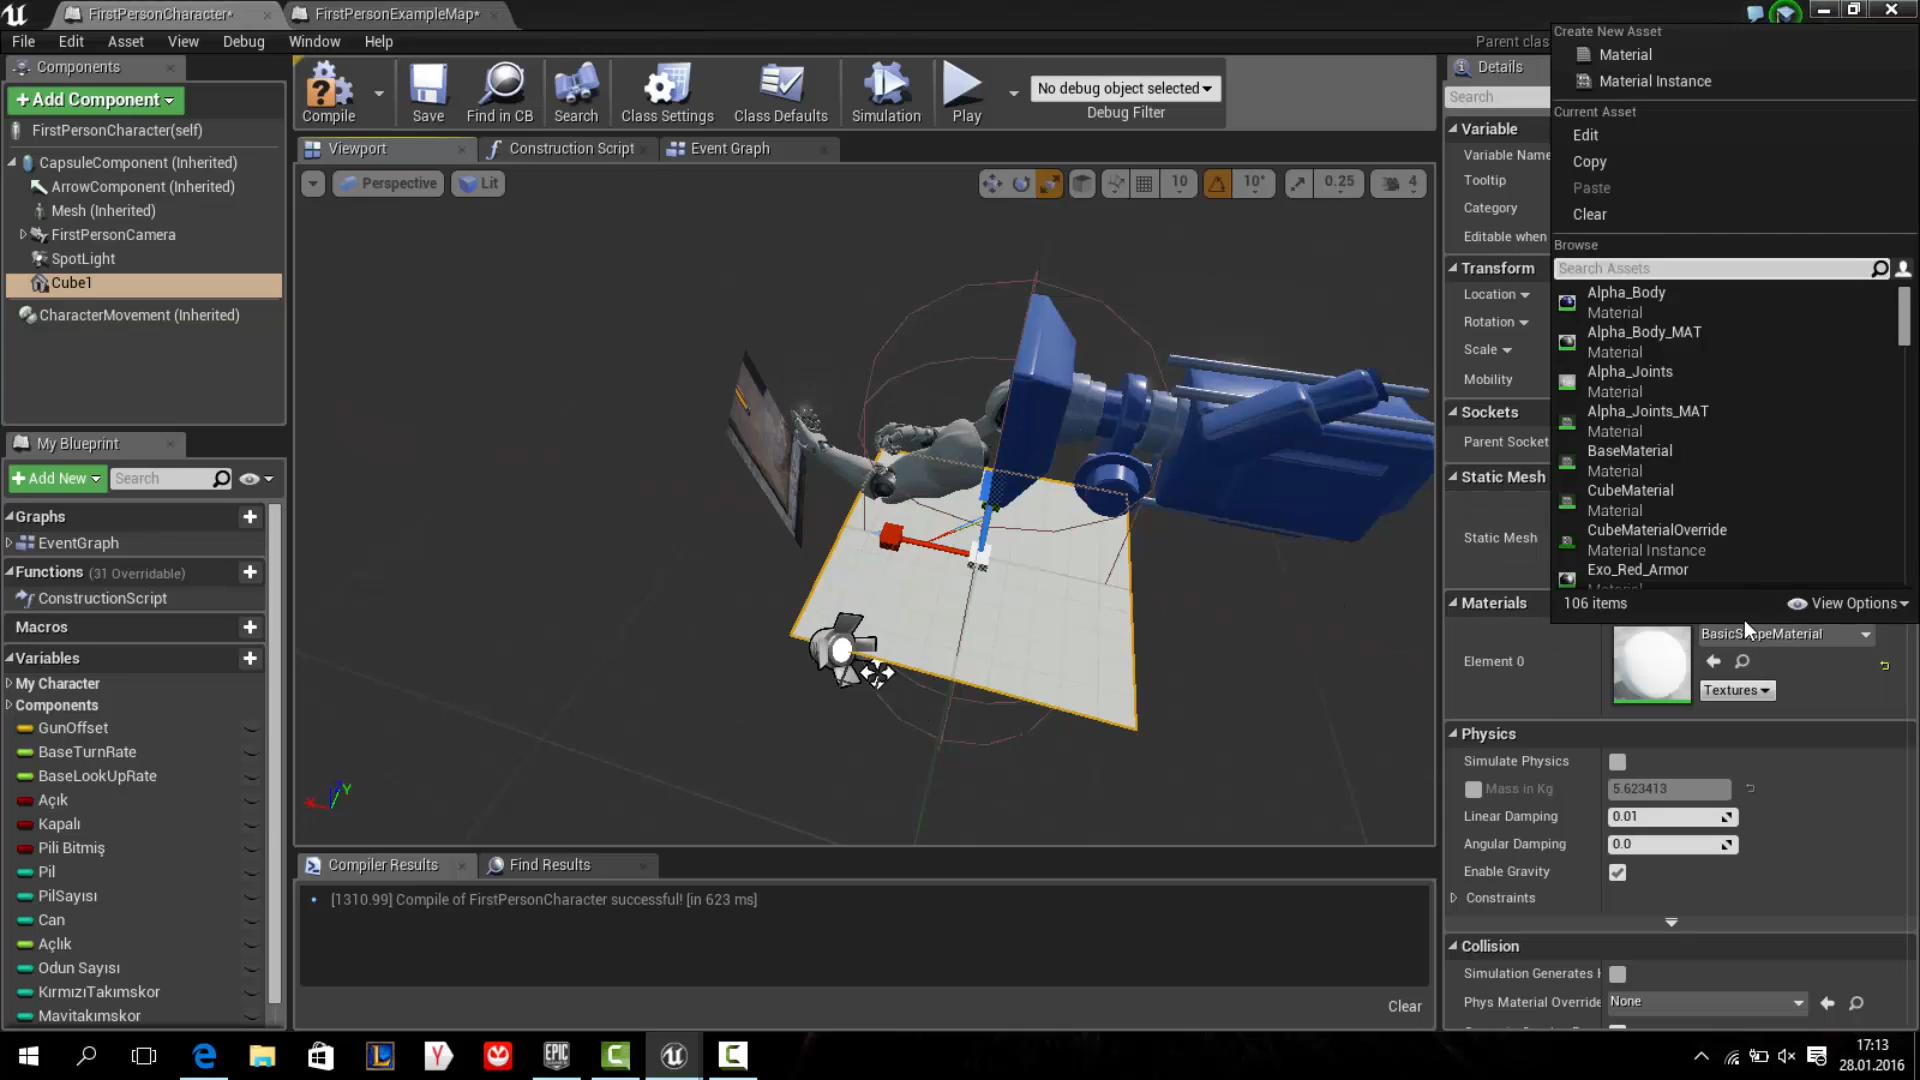 FirstPersonCharacter*
FirstPersonExampleMap*
File Edit Asset View Debug Window Help
Parent clas
Components
+ Add Component
FirstPersonCharacter(self)
CapsuleComponent (Inherited)
ArrowComponent (Inherited)
Mesh (Inherited)
FirstPersonCamera
SpotLight
Cube1
CharacterMovement (Inherited)
My Blueprint
+ Add New
Search
Graphs
EventGraph
Functions (31 Overridable)
ConstructionScript
Macros
Variables
My Character
Components
GunOffset
BaseTurnRate
BaseLookUpRate
Açık
Kapalı
Pili Bitmiş
Pil
PilSayısı
Can
Açlık
Odun Sayısı
KırmızıTakımskor
Mavitakımskor
Compile
Save
Find in CB
Search
Class Settings
Class Defaults
Simulation
Play
No debug object selected
Debug Filter
Viewport
Construction Script
Event Graph
Perspective
Lit
10
10°
0.25
4
X
Y
Compiler Results
Find Results
[1310.99] Compile of FirstPersonCharacter successful! [in 623 ms]
Clear
Details
Search
Variable
Variable Name
Tooltip
Category
Editable when
Transform
Location
Rotation
Scale
Mobility
Sockets
Parent Socket
Static Mesh
Static Mesh
Materials
Element 0
BasicShapeMaterial
Textures
Physics
Simulate Physics
Mass in Kg
5.623413
Linear Damping
0.01
Angular Damping
0.0
Enable Gravity
Constraints
Collision
Simulation Generates
Phys Material Override
None
Create New Asset
Material
Material Instance
Current Asset
Edit
Copy
Paste
Clear
Browse
Search Assets
Alpha_Body
Material
Alpha_Body_MAT
Material
Alpha_Joints
Material
Alpha_Joints_MAT
Material
BaseMaterial
Material
CubeMaterial
Material
CubeMaterialOverride
Material Instance
Exo_Red_Armor
106 items
View Options
EPIC
GAMES
17:13
28.01.2016